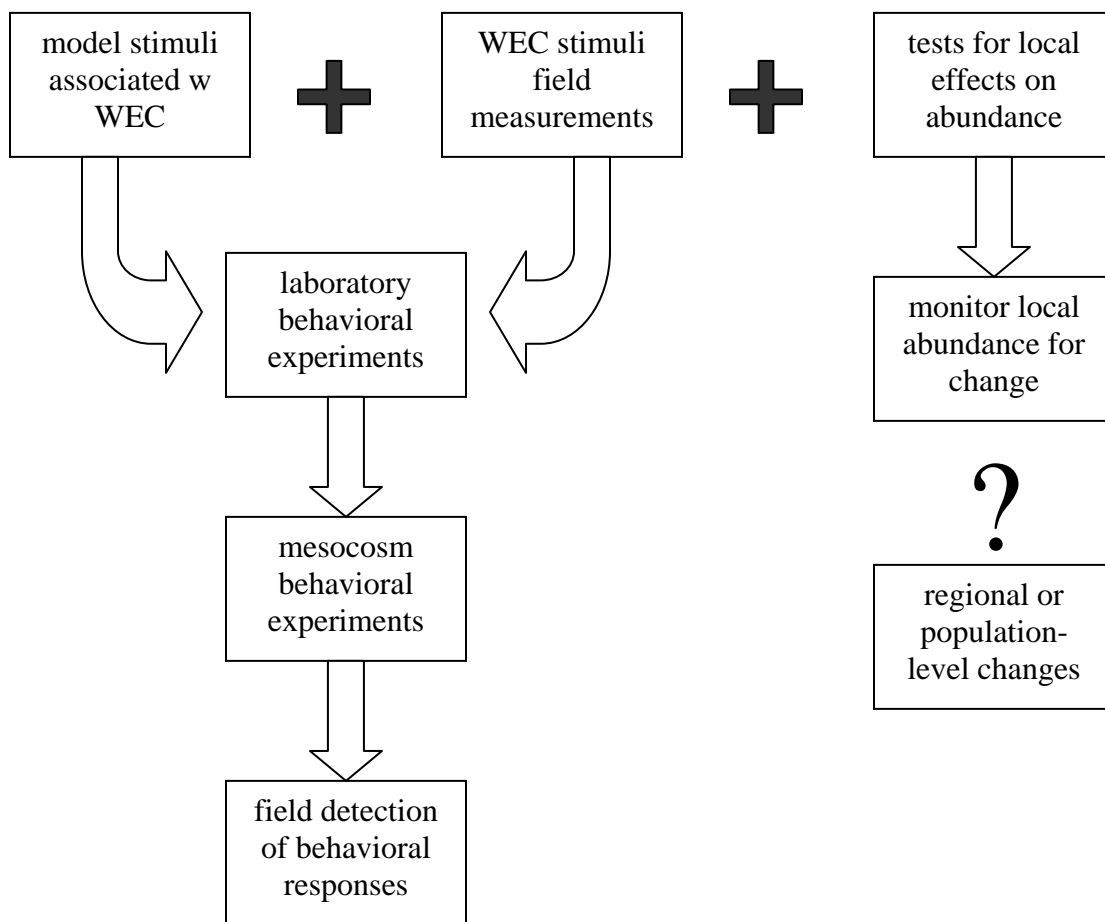 model stimuli
associated w
WEC
WEC stimuli
field
measurements
tests for local
effects on
abundance
laboratory
behavioral
experiments
monitor local
abundance for
change
?
mesocosm
behavioral
experiments
regional or
population-
level changes
field detection
of behavioral
responses